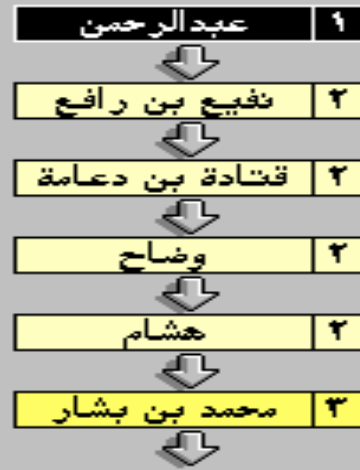 ١ عبدالرحمن
٢ نفيع بن رافع
٢ قتادة بن دعامة
٢ وضاح
٢ هشام
٣ محمد بن بشار